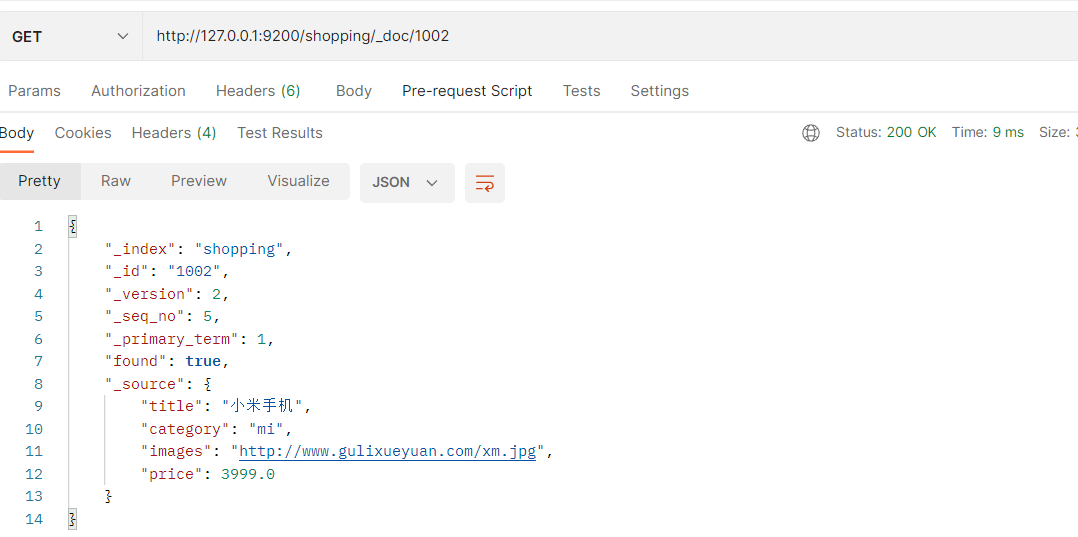 GET http://127.0.0.1:9200/shopping/_doc/1002
Params Authorization Headers (6) Body Pre-request Script Tests Settings
Body Cookies Headers (4) Test Results Status: 200 OK Time: 9 ms Size:
Pretty Raw Preview Visualize JSON
1 {
2 "_index": "shopping",
3 "_id": "1002",
4 "_version": 2,
5 "_seq_no": 5,
6 "_primary_term": 1,
7 "found": true,
8 "_source": {
9 "title": "小米手机",
10 "category": "mi",
11 "images": "http://www.gulixueyuan.com/xm.jpg",
12 "price": 3999.0
13 }
14 }